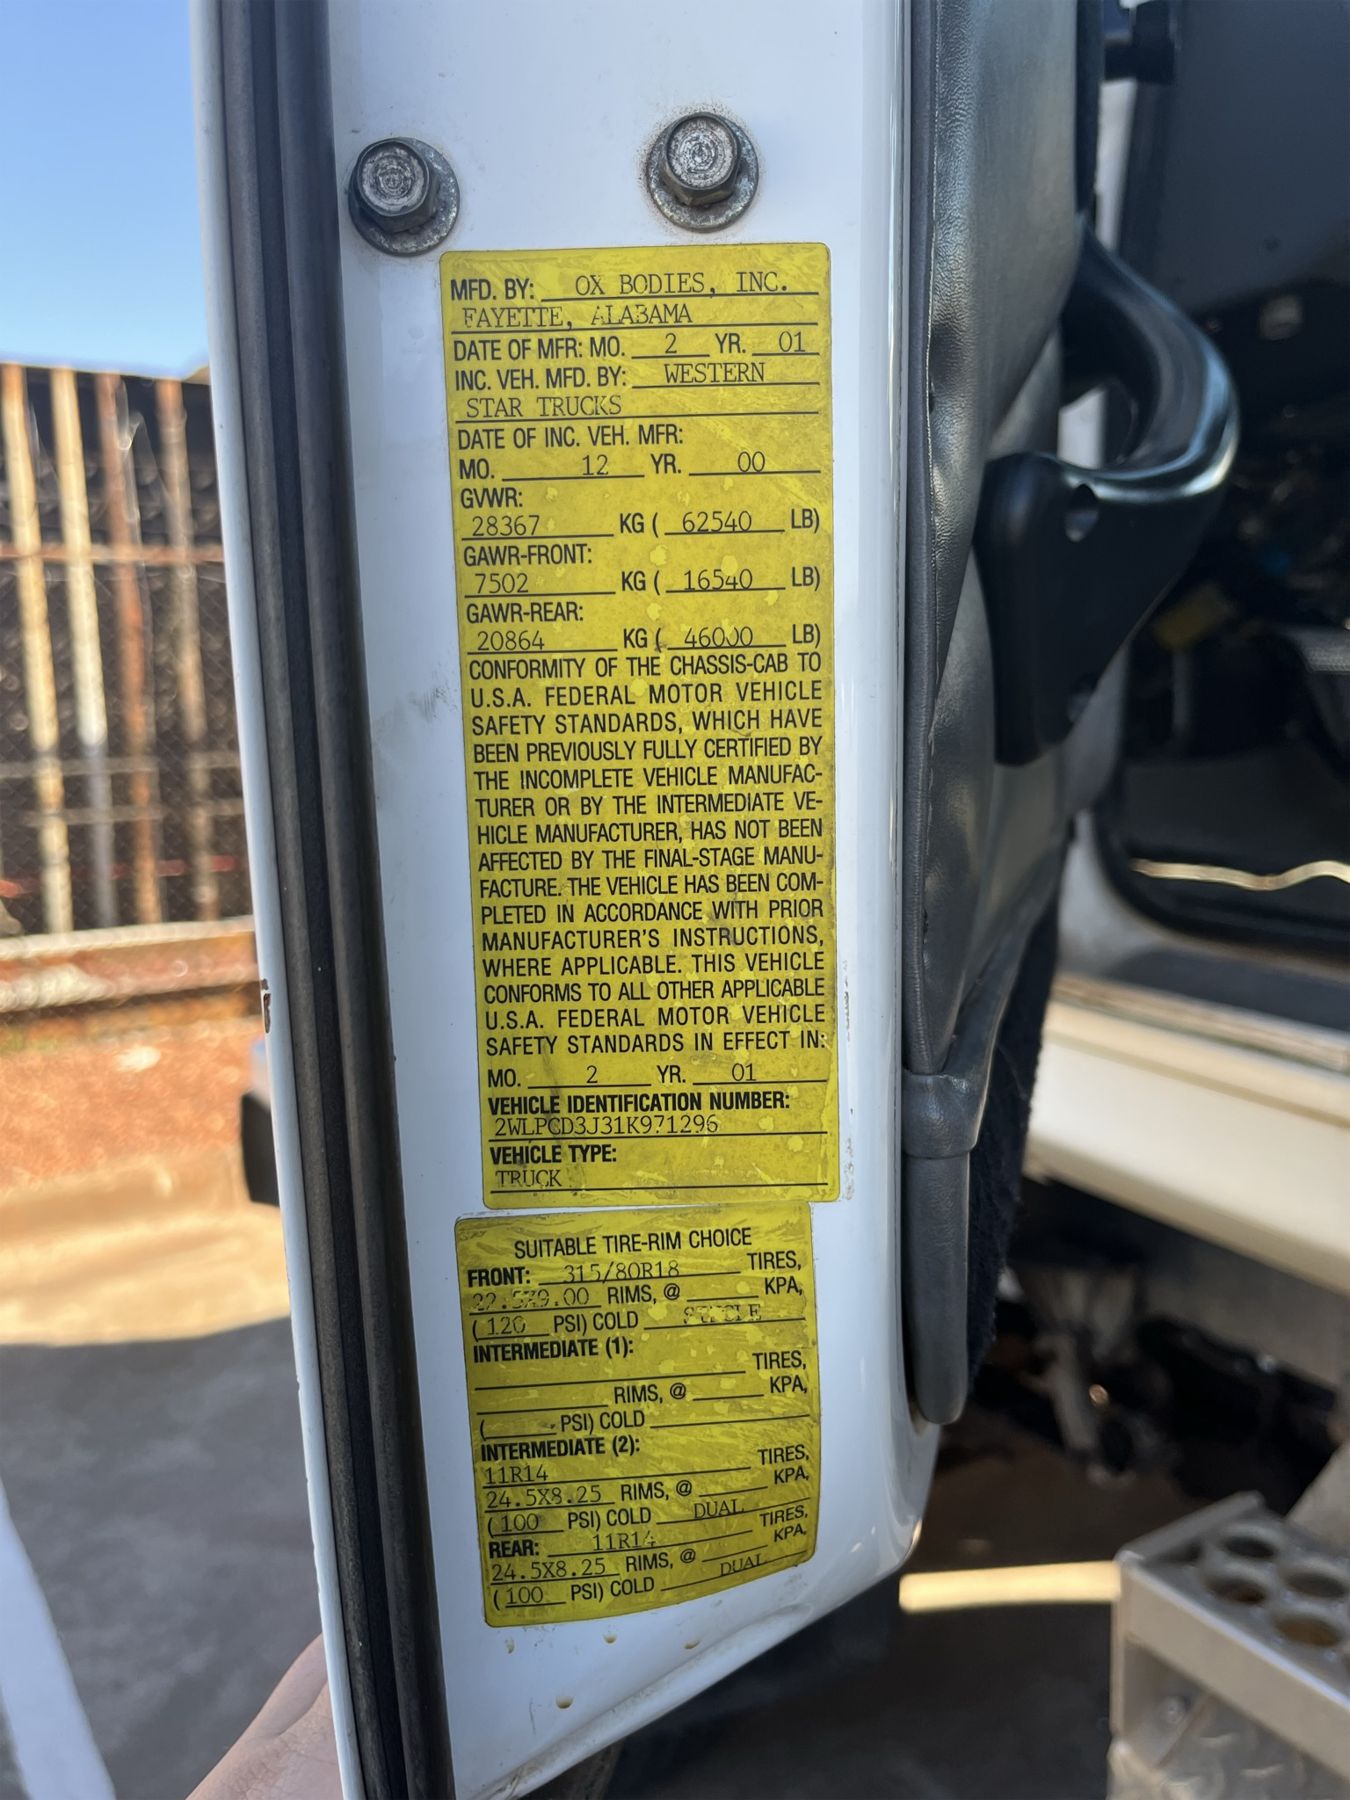 MFD. BY: OX BODIES, INC.
FAYETTE, ALABAMA
DATE OF MFR: MO. 2 YR. 01
INC. VEH. MFD. BY: WESTERN
STAR TRUCKS
DATE OF INC. VEH. MFR:
MO. 12 YR. 00
GVWR:
28367 KG ( 62540 LB)
GAWR-FRONT:
7502 KG ( 16540 LB)
GAWR-REAR:
20864 KG ( 46000 LB)
CONFORMITY OF THE CHASSIS-CAB TO
U.S.A. FEDERAL MOTOR VEHICLE
SAFETY STANDARDS, WHICH HAVE
BEEN PREVIOUSLY FULLY CERTIFIED BY
THE INCOMPLETE VEHICLE MANUFAC-
TURER OR BY THE INTERMEDIATE VE-
HICLE MANUFACTURER, HAS NOT BEEN
AFFECTED BY THE FINAL-STAGE MANU-
FACTURE. THE VEHICLE HAS BEEN COM-
PLETED IN ACCORDANCE WITH PRIOR
MANUFACTURER'S INSTRUCTIONS,
WHERE APPLICABLE. THIS VEHICLE
CONFORMS TO ALL OTHER APPLICABLE
U.S.A. FEDERAL MOTOR VEHICLE
SAFETY STANDARDS IN EFFECT IN:
MO. 2 YR. 01
VEHICLE IDENTIFICATION NUMBER:
2WLPCD3J31K971296
VEHICLE TYPE:
TRUCK
SUITABLE TIRE-RIM CHOICE
FRONT: 315/80R18 TIRES,
22.5X9.00 RIMS, @ KPA,
(120 PSI) COLD
INTERMEDIATE (1):
TIRES,
RIMS, @ KPA,
( PSI) COLD
INTERMEDIATE (2):
11R14 TIRES,
24.5X8.25 RIMS, @ KPA,
(100 PSI) COLD DUAL
REAR: 11R14 TIRES,
24.5X8.25 RIMS, @ KPA,
(100 PSI) COLD DUAL